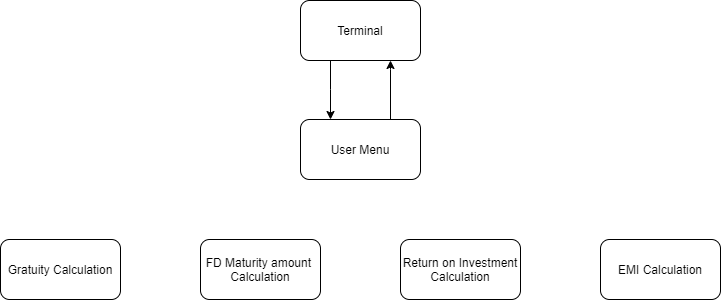 Terminal
User Menu
Gratuity Calculation
FD Maturity amount
Calculation
Return on Investment
Calculation
EMI Calculation